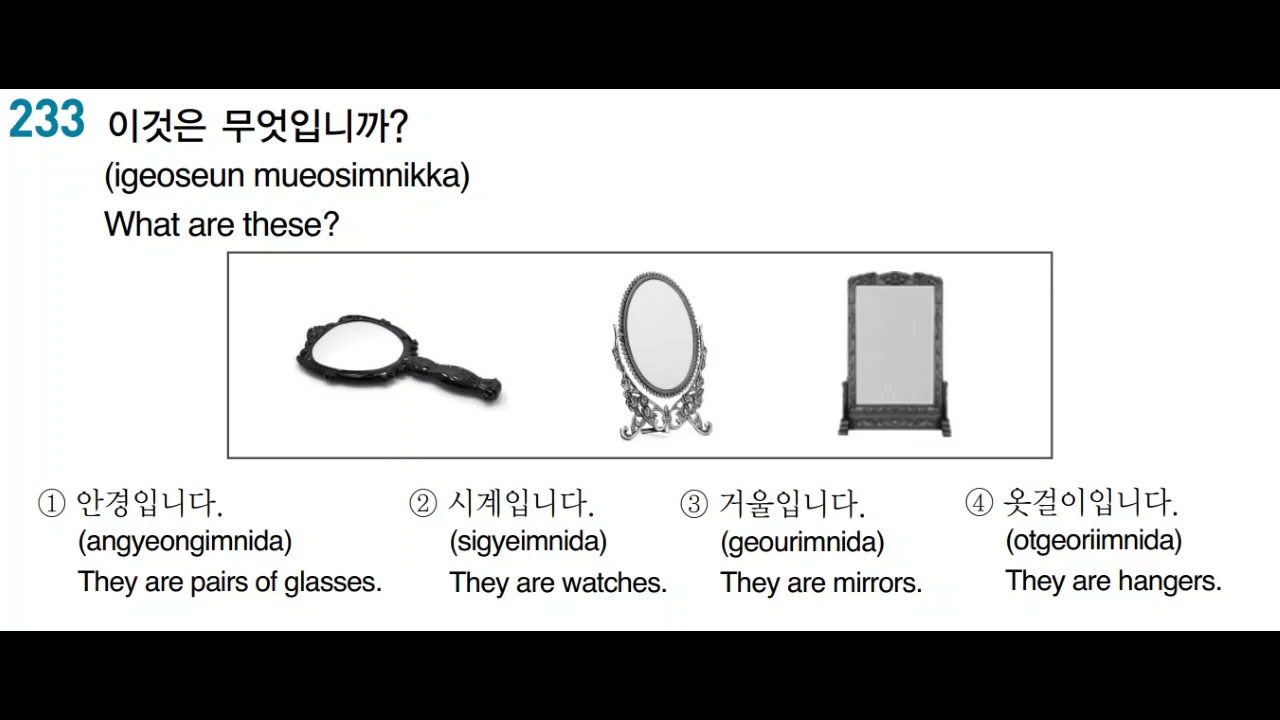 233 이것은 무엇입니까?
(igeoseun mueosimnikka)
What are these?
① 안경입니다.
(angyeongimnida)
They are pairs of glasses.
② 시계입니다.
(sigyeimnida)
They are watches.
③ 거울입니다.
(geourimnida)
They are mirrors.
④ 옷걸이입니다.
(otgeoriimnida)
They are hangers.